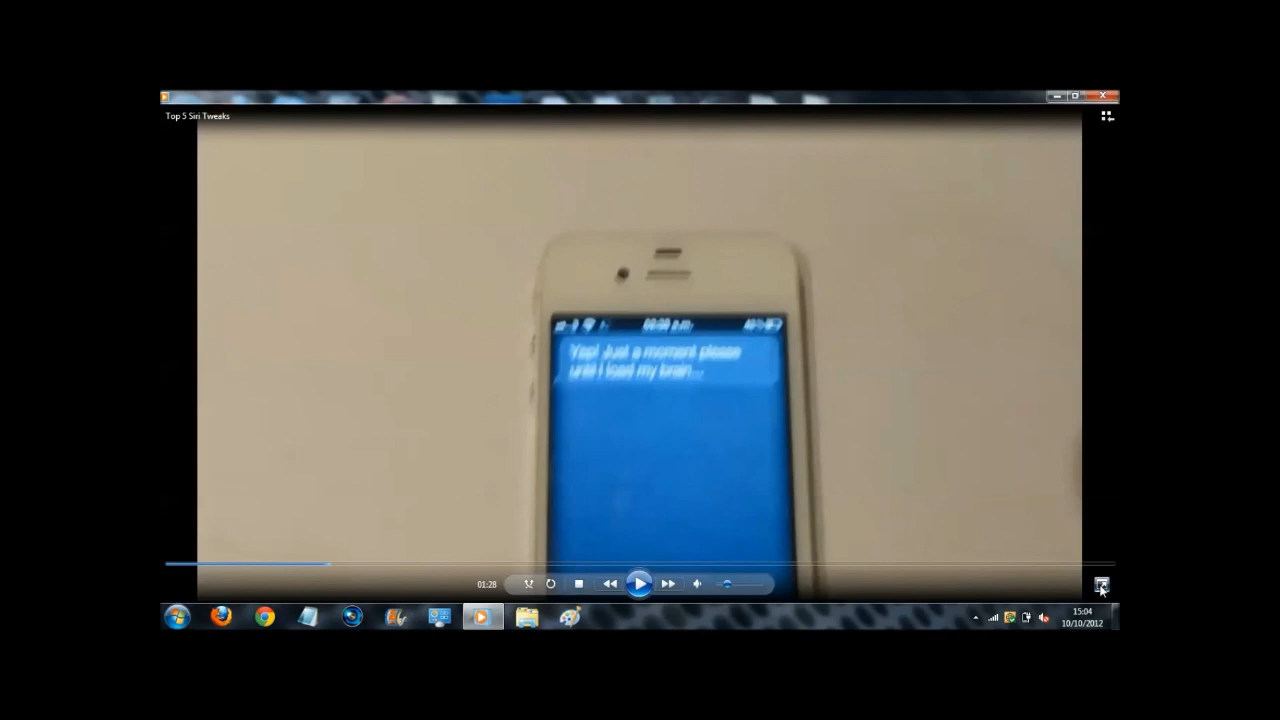 Top 5 Siri Tweaks
Yep! Just a moment please
until I load my brain...
01:28
15:04
10/10/2012